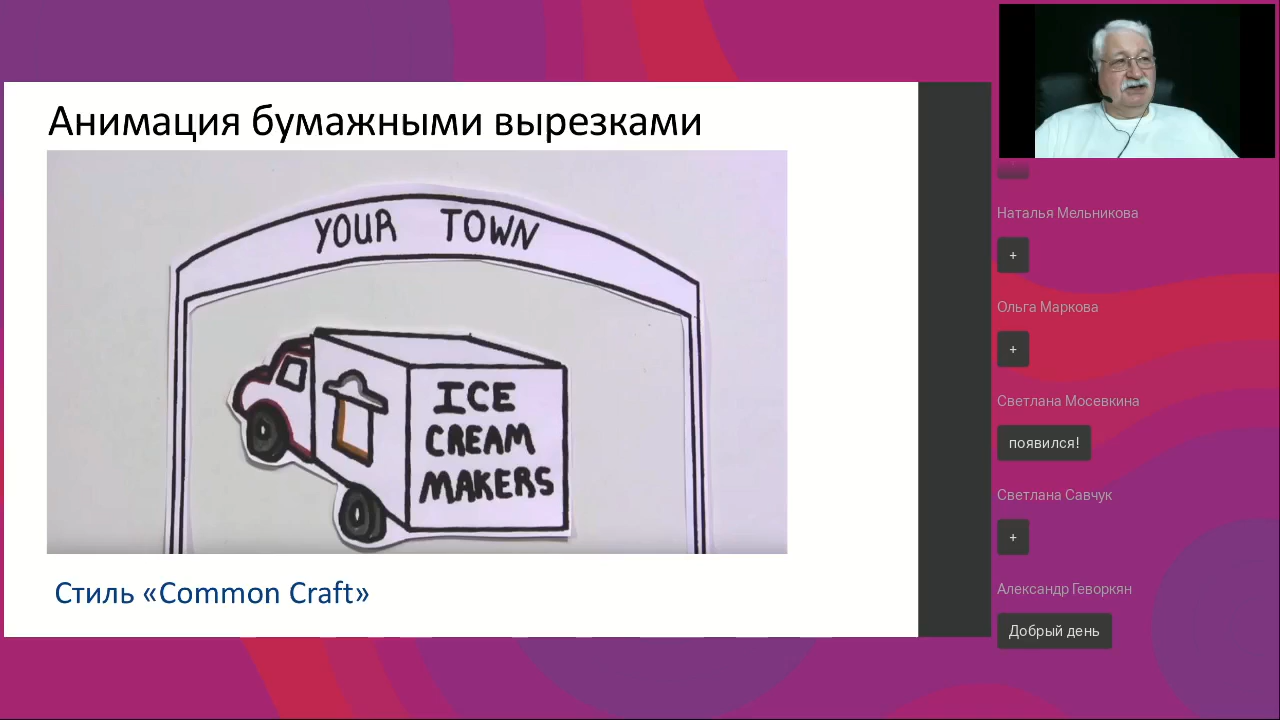 Анимация бумажными вырезками
YOUR TOWN
ICE
CREAM
MAKERS
Стиль «Common Craft»
Наталья Мельникова
+
Ольга Маркова
+
Светлана Мосевкина
появился!
Светлана Савчук
+
Александр Геворкян
Добрый день